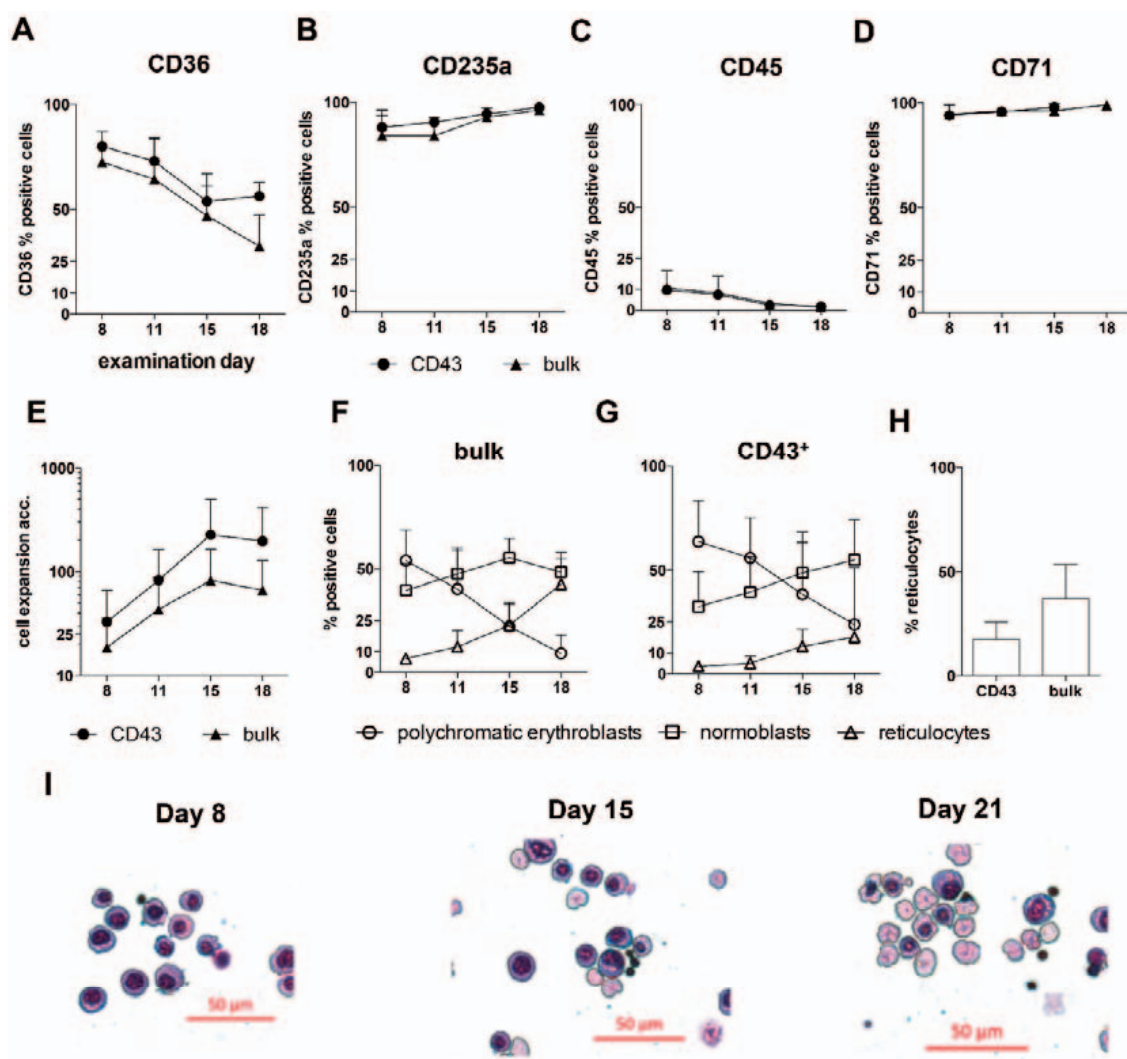 A
CD36
CD36 % positive cells
100
50
25
10
0
8 11 15 18
examination day
B
CD235a
CD235a % positive cells
100
50
25
10
0
8 11 15 18
C
CD45
CD45 % positive cells
100
50
25
10
0
8 11 15 18
D
CD71
CD71 % positive cells
100
50
25
10
0
8 11 15 18
CD43 bulk
E
cell expansion acc.
1000
100
25
10
8 11 15 18
CD43 bulk
F
bulk
% positive cells
100
50
25
10
0
8 11 15 18
G
CD43+
100
50
25
10
0
8 11 15 18
polychromatic erythroblasts normoblasts reticulocytes
H
% reticulocytes
100
50
0
CD43 bulk
I
Day 8
50 µm
Day 15
50 µm
Day 21
50 µm